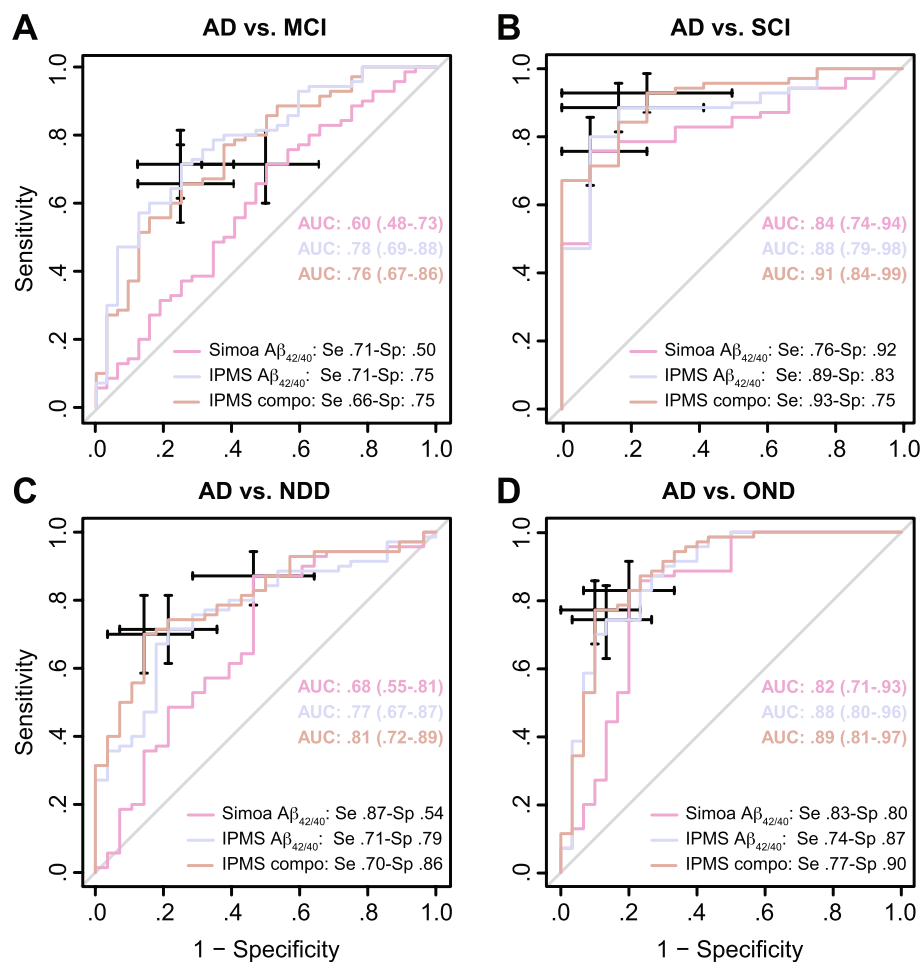 A
AD vs. MCI
1.0
.8
.6
.4
.2
.0
Sensitivity
AUC: .60 (.48-.73)
AUC: .78 (.69-.88)
AUC: .76 (.67-.86)
Simoa Aβ42/40: Se .71-Sp: .50
IPMS Aβ42/40: Se .71-Sp: .75
IPMS compo: Se .66-Sp: .75
.0 .2 .4 .6 .8 1.0
B
AD vs. SCI
1.0
.8
.6
.4
.2
.0
AUC: .84 (.74-.94)
AUC: .88 (.79-.98)
AUC: .91 (.84-.99)
Simoa Aβ42/40: Se: .76-Sp: .92
IPMS Aβ42/40: Se: .89-Sp: .83
IPMS compo: Se: .93-Sp: .75
.0 .2 .4 .6 .8 1.0
C
AD vs. NDD
1.0
.8
.6
.4
.2
.0
Sensitivity
AUC: .68 (.55-.81)
AUC: .77 (.67-.87)
AUC: .81 (.72-.89)
Simoa Aβ42/40: Se .87-Sp .54
IPMS Aβ42/40: Se .71-Sp .79
IPMS compo: Se .70-Sp .86
.0 .2 .4 .6 .8 1.0
1 − Specificity
D
AD vs. OND
1.0
.8
.6
.4
.2
.0
AUC: .82 (.71-.93)
AUC: .88 (.80-.96)
AUC: .89 (.81-.97)
Simoa Aβ42/40: Se .83-Sp .80
IPMS Aβ42/40: Se .74-Sp .87
IPMS compo: Se .77-Sp .90
.0 .2 .4 .6 .8 1.0
1 − Specificity